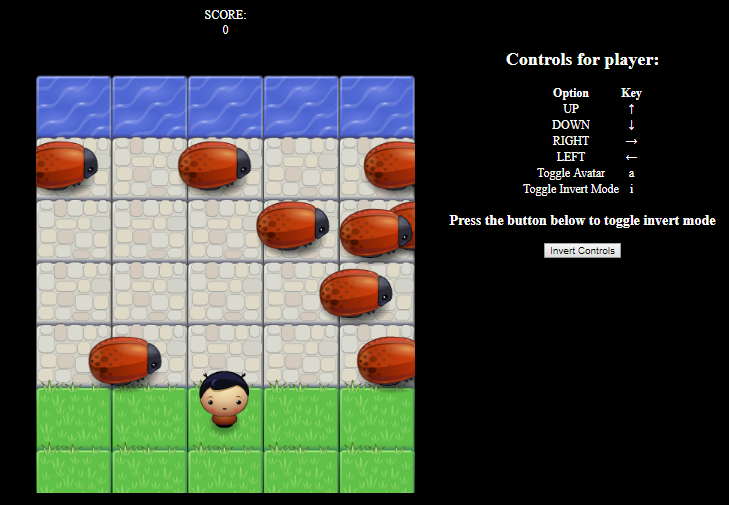 SCORE:
0
Controls for player:
Option Key
UP ↑
DOWN ↓
RIGHT →
LEFT ←
Toggle Avatar a
Toggle Invert Mode i
Press the button below to toggle invert mode
Invert Controls